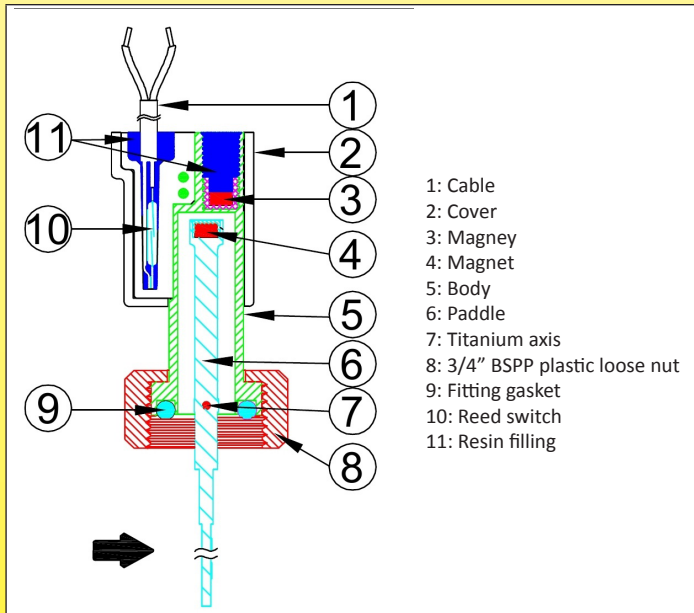 1
11
2
3
10
4
5
6
9
7
8
1: Cable
2: Cover
3: Magney
4: Magnet
5: Body
6: Paddle
7: Titanium axis
8: 3/4” BSPP plastic loose nut
9: Fitting gasket
10: Reed switch
11: Resin filling